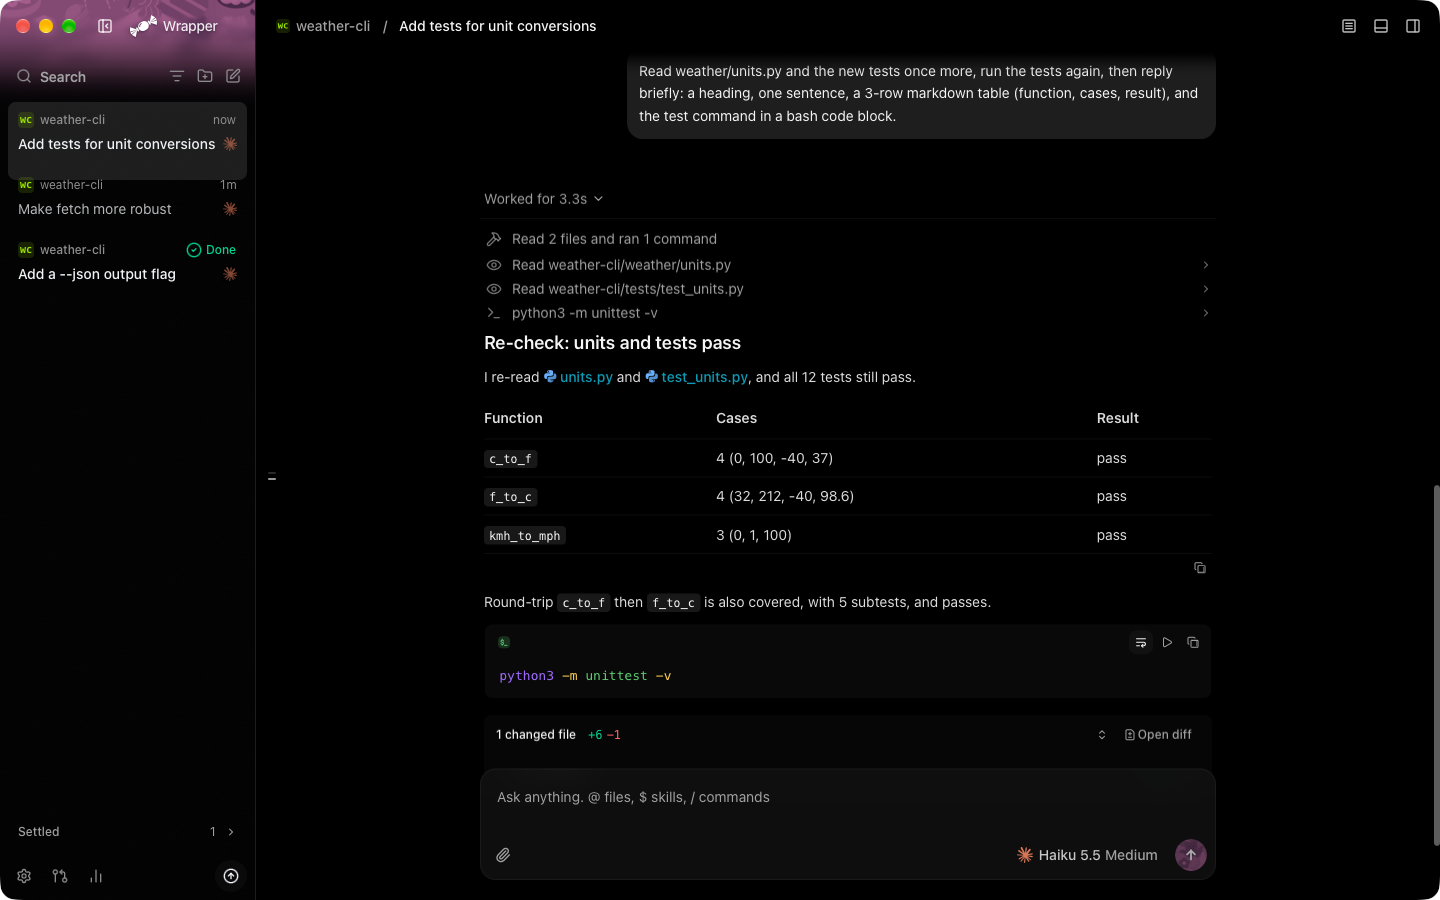 Wrapper
Search
WC weather-cli now
Add tests for unit conversions
WC weather-cli 1m
Make fetch more robust
WC weather-cli Done
Add a --json output flag
Settled 1
WC weather-cli / Add tests for unit conversions
Read weather/units.py and the new tests once more, run the tests again, then reply
briefly: a heading, one sentence, a 3-row markdown table (function, cases, result), and
the test command in a bash code block.
Worked for 3.3s
Read 2 files and ran 1 command
Read weather-cli/weather/units.py
Read weather-cli/tests/test_units.py
python3 -m unittest -v
Re-check: units and tests pass
I re-read units.py and test_units.py, and all 12 tests still pass.
Function Cases Result
c_to_f 4 (0, 100, -40, 37) pass
f_to_c 4 (32, 212, -40, 98.6) pass
kmh_to_mph 3 (0, 1, 100) pass
Round-trip c_to_f then f_to_c is also covered, with 5 subtests, and passes.
$_
python3 -m unittest -v
1 changed file +6 -1 Open diff
Ask anything. @ files, $ skills, / commands
Haiku 5.5 Medium